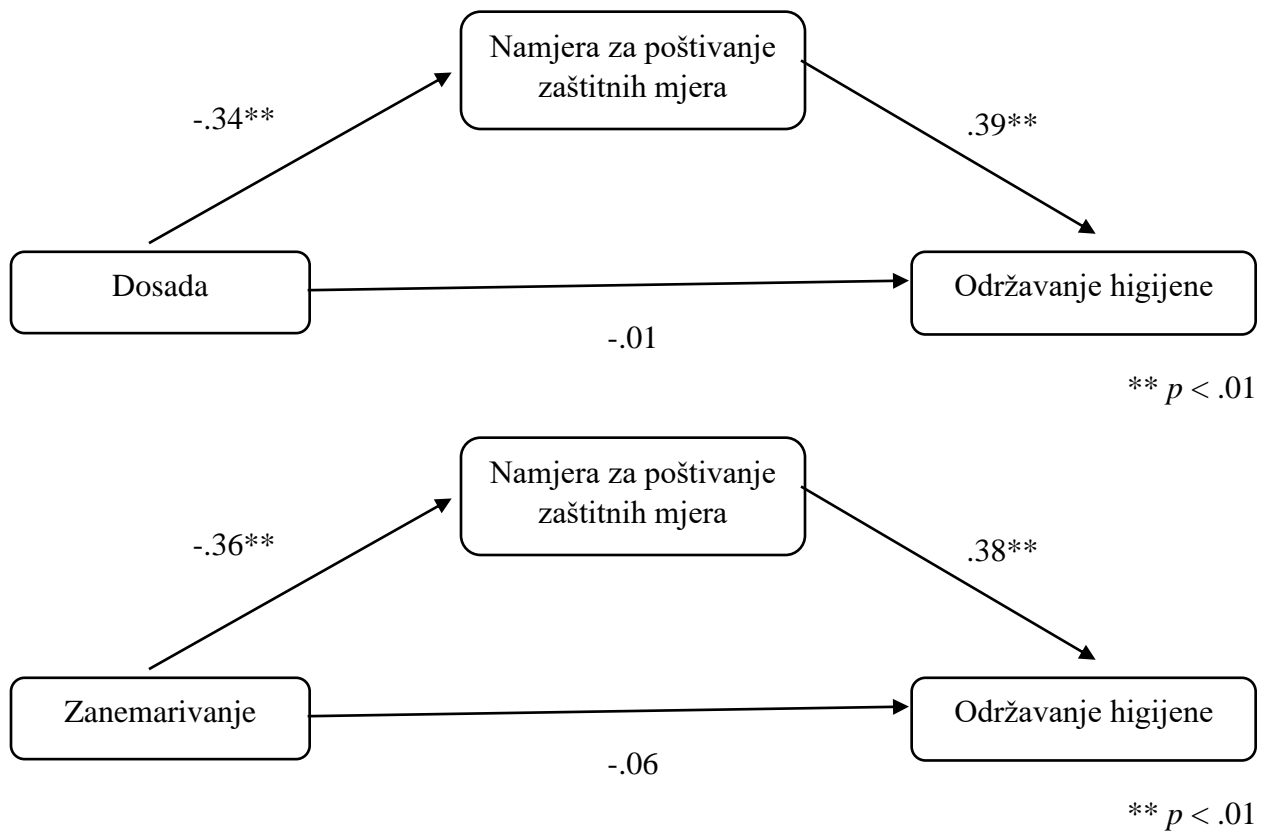 Namjera za poštivanje
zaštitnih mjera
-.34**
.39**
Dosada
Održavanje higijene
-.01
** p < .01
Namjera za poštivanje
zaštitnih mjera
-.36**
.38**
Zanemarivanje
Održavanje higijene
-.06
** p < .01